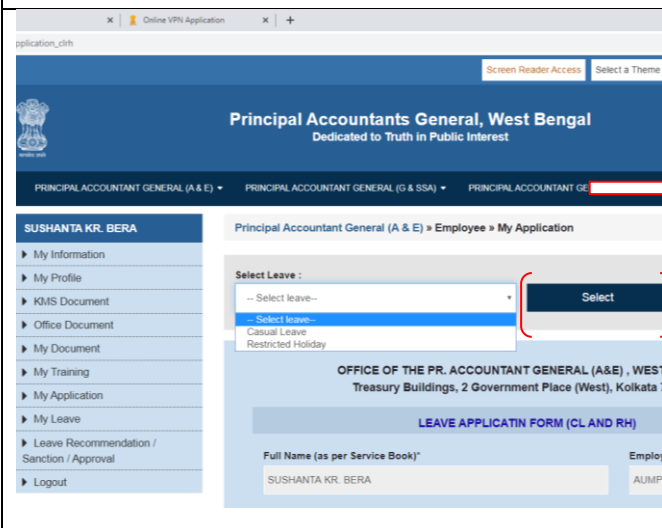 Online VPN Application
pplication_clrh
Screen Reader Access Select a Theme
Principal Accountants General, West Bengal
Dedicated to Truth in Public Interest
PRINCIPAL ACCOUNTANT GENERAL (A & E) PRINCIPAL ACCOUNTANT GENERAL (G & SSA) PRINCIPAL ACCOUNTANT GE
SUSHANTA KR. BERA
Principal Accountant General (A & E) » Employee » My Application
My Information
My Profile
KMS Document
Office Document
My Document
My Training
My Application
My Leave
Leave Recommendation /
Sanction / Approval
Logout
Select Leave :
-- Select leave--
Select
-- Select leave--
Casual Leave
Restricted Holiday
OFFICE OF THE PR. ACCOUNTANT GENERAL (A&E) , WEST
Treasury Buildings, 2 Government Place (West), Kolkata
LEAVE APPLICATIN FORM (CL AND RH)
Full Name (as per Service Book)* Employ
SUSHANTA KR. BERA AUMP